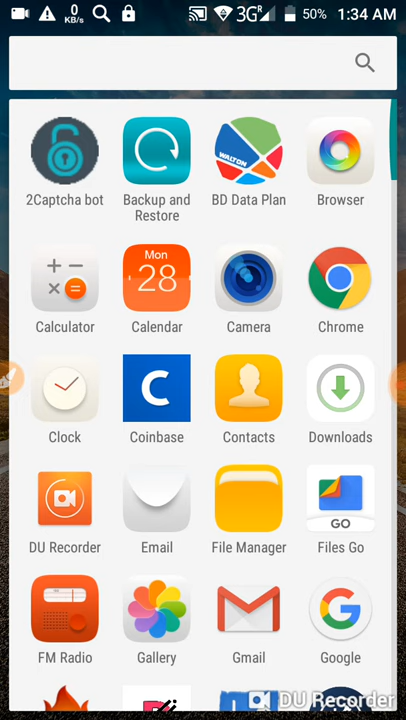 0
KB/s
3G R
50%
1:34 AM
2Captcha bot
Backup and
Restore
WALTON
BD Data Plan
Browser
Calculator
Mon
28
Calendar
Camera
Chrome
Clock
C
Coinbase
Contacts
Downloads
DU Recorder
Email
File Manager
GO
Files Go
FM Radio
Gallery
Gmail
G
Google
DU Recorder